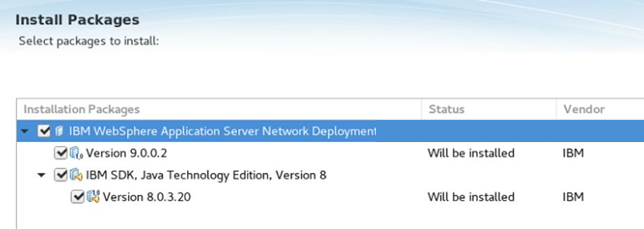 Install Packages
Select packages to install:
Installation Packages Status Vendor
IBM WebSphere Application Server Network Deployment
Version 9.0.0.2 Will be installed IBM
IBM SDK, Java Technology Edition, Version 8
Version 8.0.3.20 Will be installed IBM